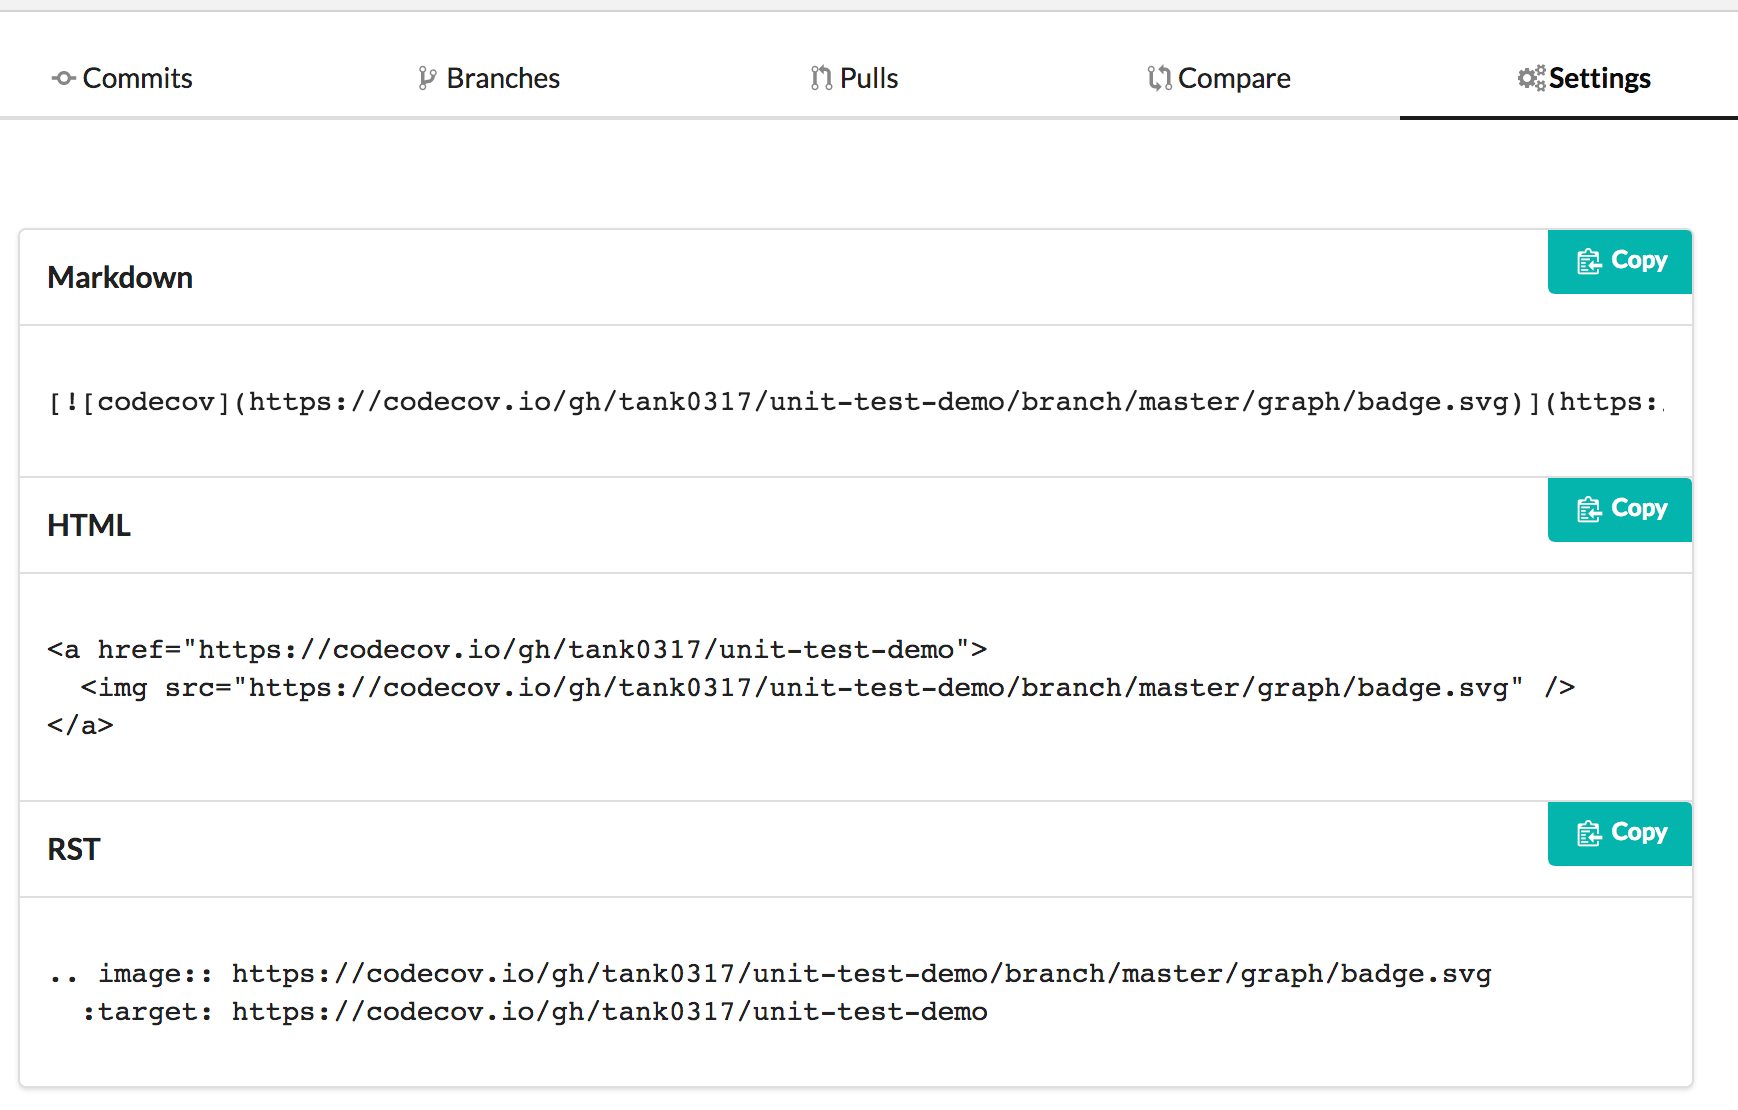 Commits Branches Pulls Compare Settings
Markdown Copy
[![codecov](https://codecov.io/gh/tank0317/unit-test-demo/branch/master/graph/badge.svg)](https:
HTML Copy
<a href="https://codecov.io/gh/tank0317/unit-test-demo">
  <img src="https://codecov.io/gh/tank0317/unit-test-demo/branch/master/graph/badge.svg" />
</a>
RST Copy
.. image:: https://codecov.io/gh/tank0317/unit-test-demo/branch/master/graph/badge.svg
  :target: https://codecov.io/gh/tank0317/unit-test-demo